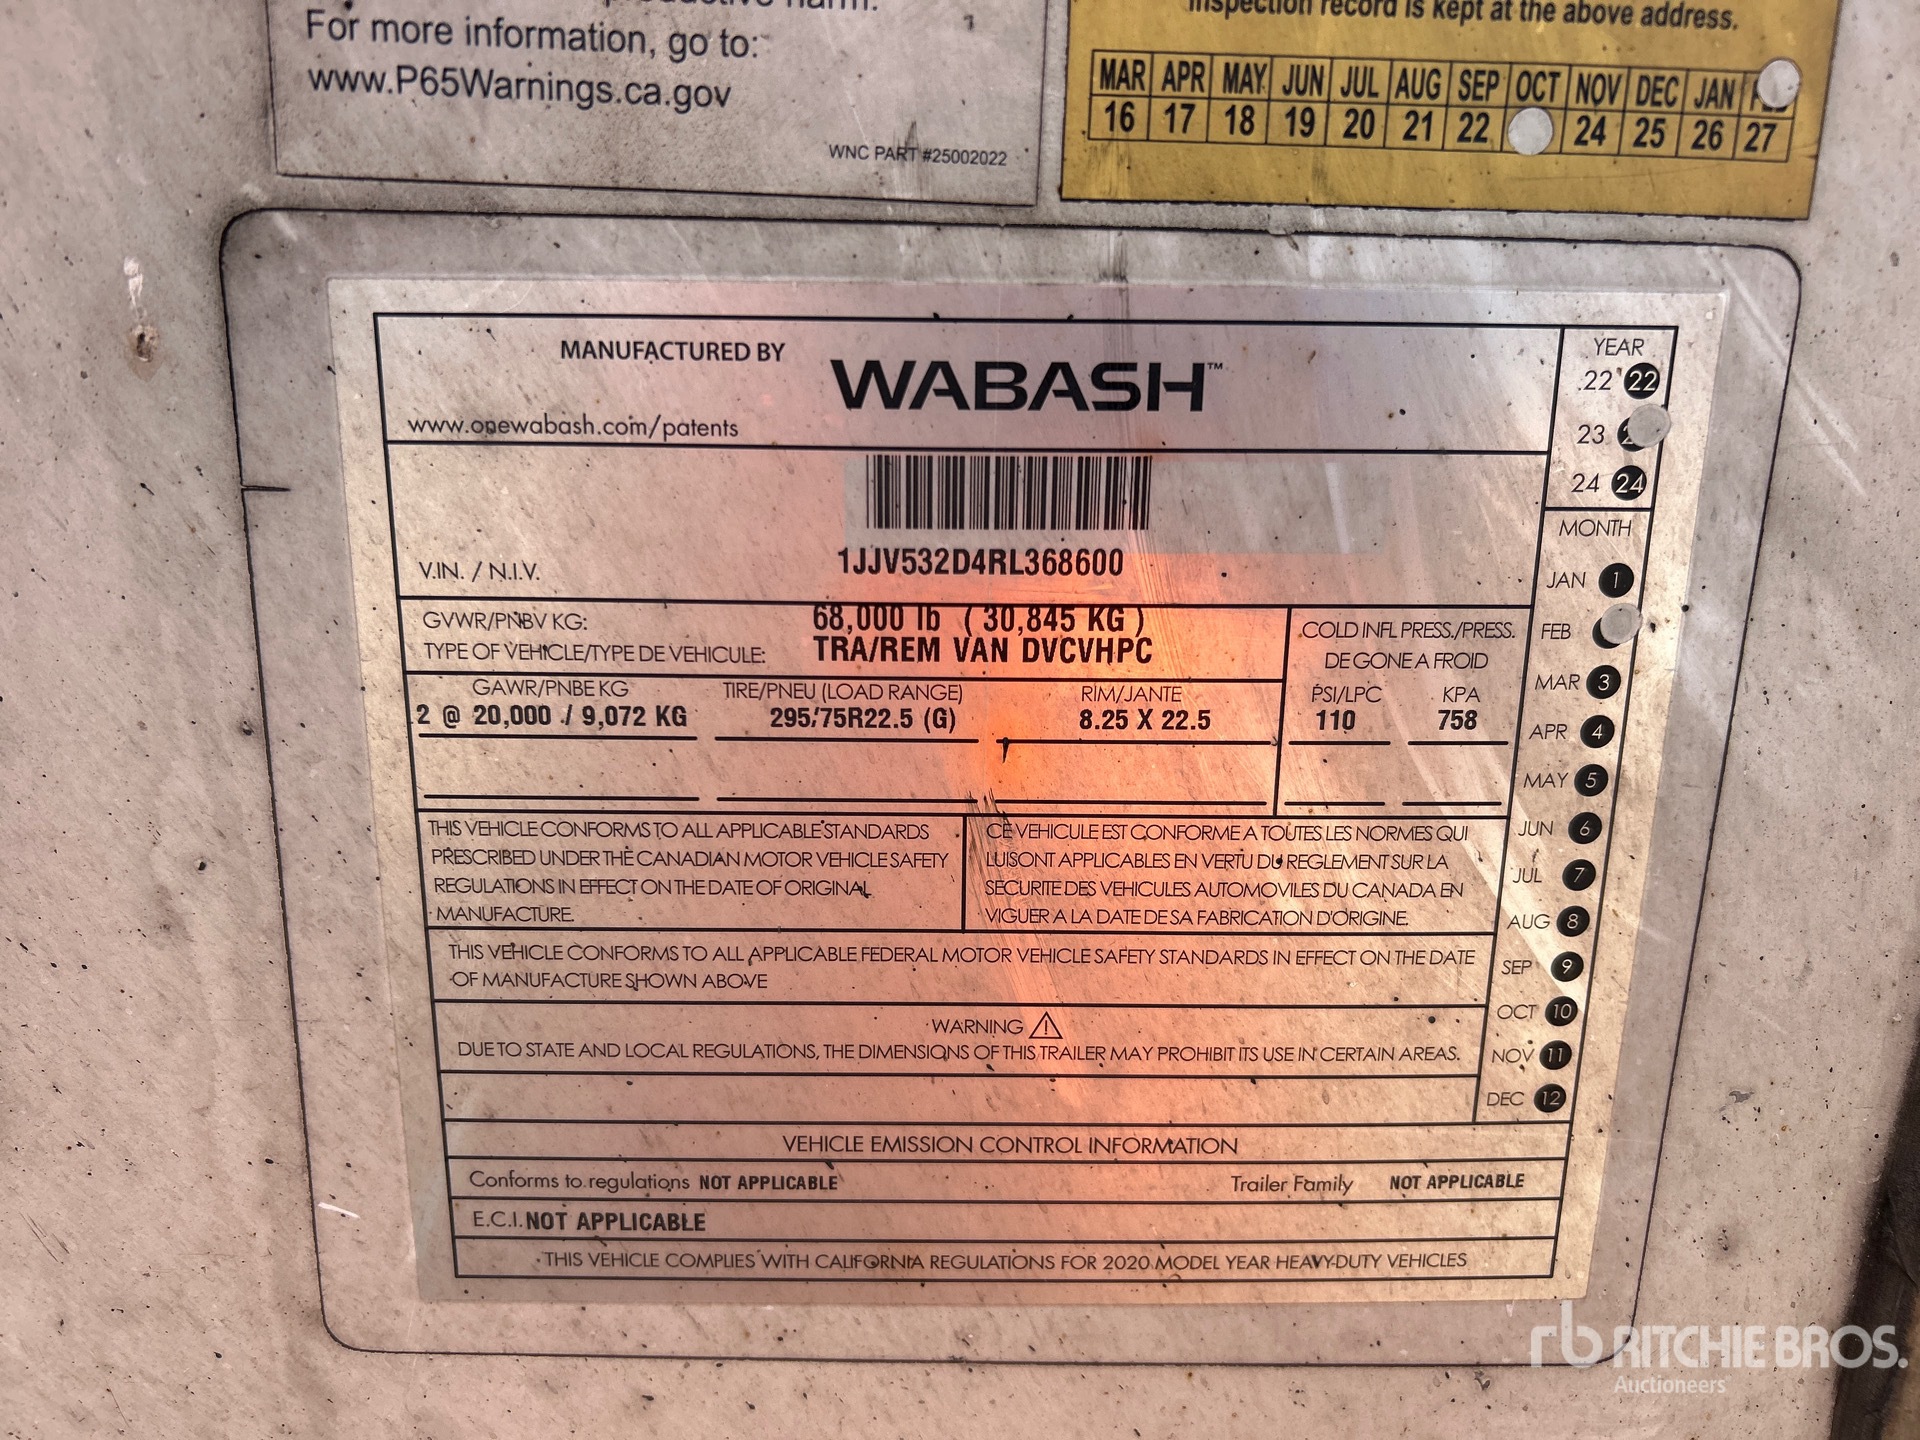 productive harm.
For more information, go to:
www.P65Warnings.ca.gov
WNC PART #25002022
Inspection record is kept at the above address.
MAR APR MAY JUN JUL AUG SEP OCT NOV DEC JAN
16 17 18 19 20 21 22 24 25 26 27
MANUFACTURED BY WABASH™
www.onewabash.com/patents
YEAR
22 22
23
24 24
1JJV532D4RL368600
V.I.N. / N.I.V.
GVWR/PNBV KG: 68,000 lb ( 30,845 KG )
TYPE OF VEHICLE/TYPE DE VEHICULE: TRA/REM VAN DVCVHPC
COLD INFL PRESS./PRESS.
DE GONE A FROID
GAWR/PNBE KG TIRE/PNEU (LOAD RANGE) RIM/JANTE PSI/LPC KPA
2 @ 20,000 / 9,072 KG 295/75R22.5 (G) 8.25 X 22.5 110 758
MONTH
JAN 1
FEB
MAR 3
APR 4
MAY 5
JUN 6
JUL 7
AUG 8
SEP 9
OCT 10
NOV 11
DEC 12
THIS VEHICLE CONFORMS TO ALL APPLICABLE STANDARDS
PRESCRIBED UNDER THE CANADIAN MOTOR VEHICLE SAFETY
REGULATIONS IN EFFECT ON THE DATE OF ORIGINAL
MANUFACTURE.
CE VEHICULE EST CONFORME A TOUTES LES NORMES QUI
LUISONT APPLICABLES EN VERTU DU REGLEMENT SUR LA
SECURITE DES VEHICULES AUTOMOVILES DU CANADA EN
VIGUER A LA DATE DE SA FABRICATION D'ORIGINE.
THIS VEHICLE CONFORMS TO ALL APPLICABLE FEDERAL MOTOR VEHICLE SAFETY STANDARDS IN EFFECT ON THE DATE
OF MANUFACTURE SHOWN ABOVE
WARNING
DUE TO STATE AND LOCAL REGULATIONS, THE DIMENSIONS OF THIS TRAILER MAY PROHIBIT ITS USE IN CERTAIN AREAS.
VEHICLE EMISSION CONTROL INFORMATION
Conforms to regulations NOT APPLICABLE Trailer Family NOT APPLICABLE
E.C.I. NOT APPLICABLE
THIS VEHICLE COMPLIES WITH CALIFORNIA REGULATIONS FOR 2020 MODEL YEAR HEAVY-DUTY VEHICLES
rb RITCHIE BROS.
Auctioneers